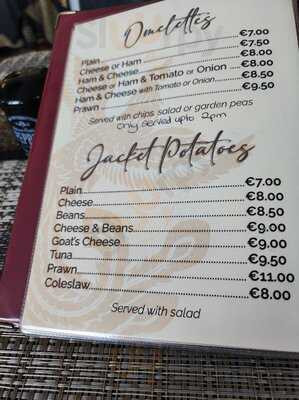 Omelettes
Plain €7.00
Cheese or Ham €7.50
Ham & Cheese €8.00
Cheese or Ham & Tomato or Onion €8.00
Ham & Cheese with Tomato or Onion €8.50
Prawn €9.50
Served with chips salad or garden peas
only served upto 2pm
Jacket Potatoes
Plain €7.00
Cheese €8.00
Beans €8.50
Cheese & Beans €9.00
Goat's Cheese €9.00
Tuna €9.50
Prawn €11.00
Coleslaw €8.00
Served with salad